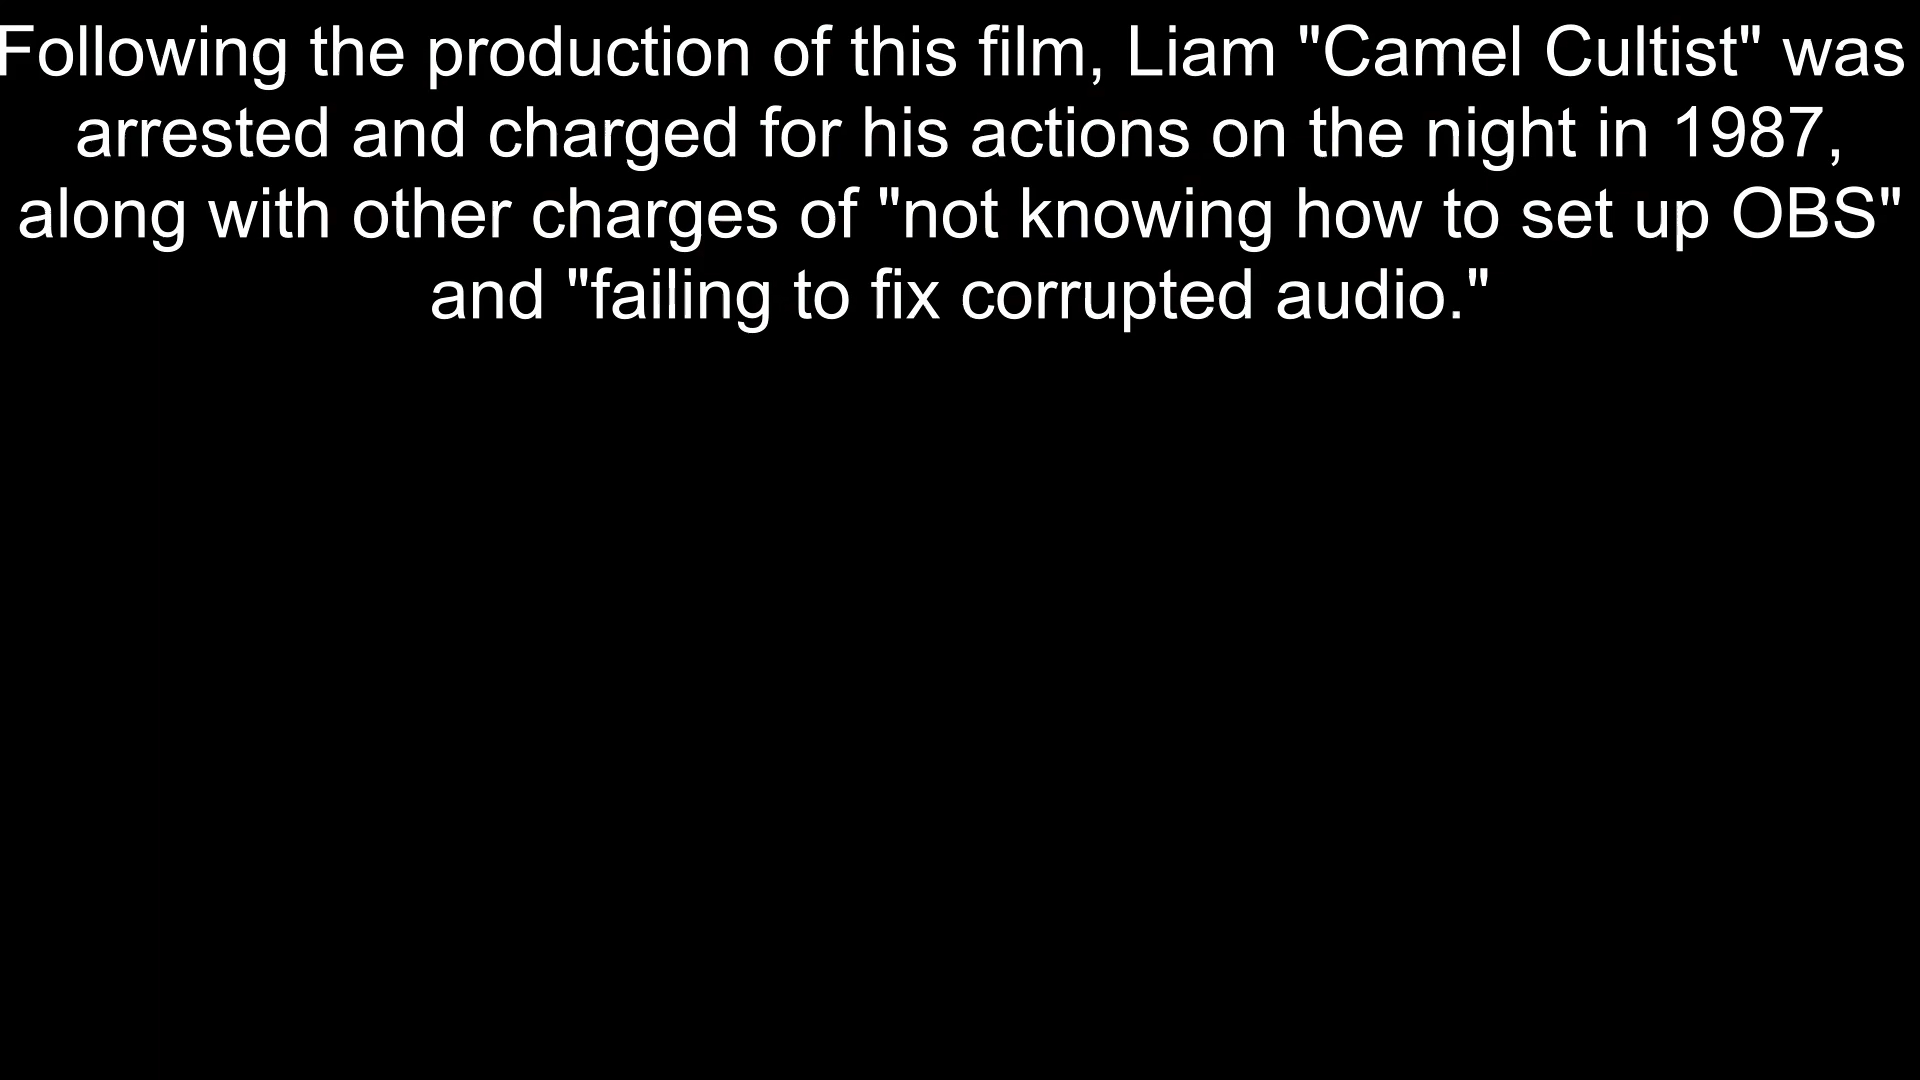 Following the production of this film, Liam "Camel Cultist" was
arrested and charged for his actions on the night in 1987,
along with other charges of "not knowing how to set up OBS"
and "failing to fix corrupted audio."